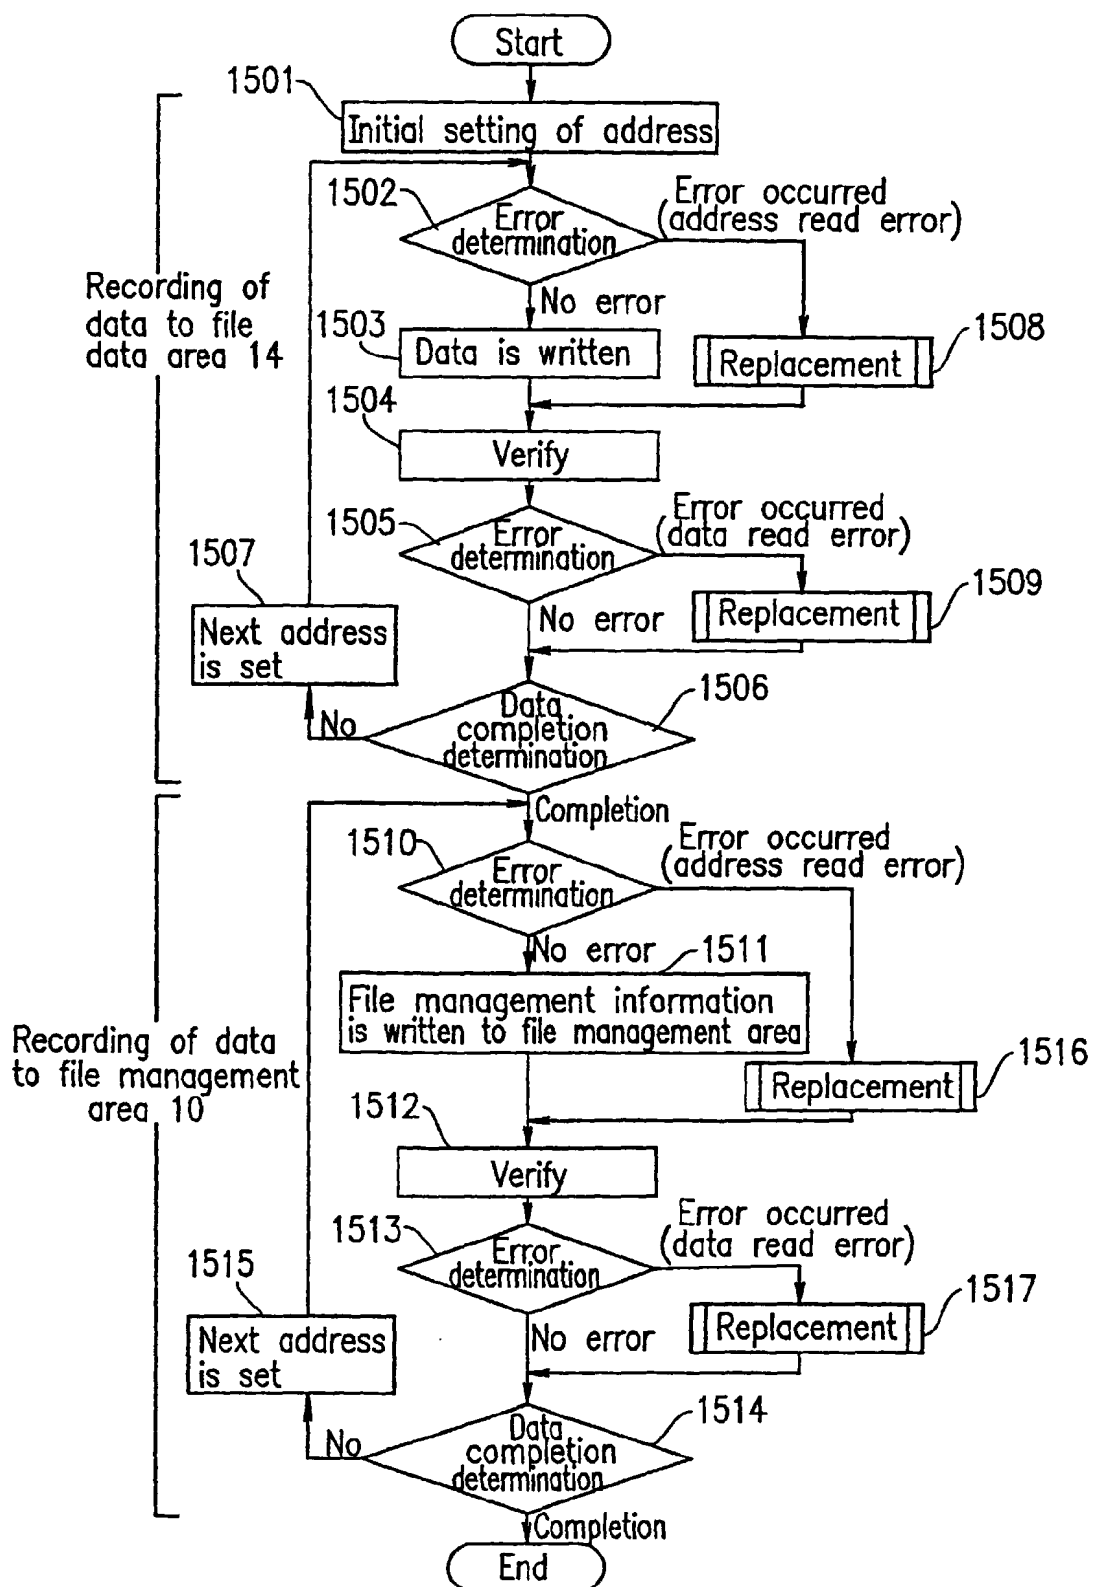 Start
1501
Initial setting of address
1502
Error
determination
Error occurred
(address read error)
No error
Recording of
data to file
data area 14
1503
Data is written
1508
Replacement
1504
Verify
1505
Error
determination
Error occurred
(data read error)
1507
Next address
is set
No error
1509
Replacement
1506
Data
completion
determination
No
Completion
1510
Error
determination
Error occurred
(address read error)
No error
1511
File management information
is written to file management area
Recording of data
to file management
area 10
1516
Replacement
1512
Verify
1513
Error
determination
Error occurred
(data read error)
1515
Next address
is set
No error
1517
Replacement
1514
Data
completion
determination
No
Completion
End